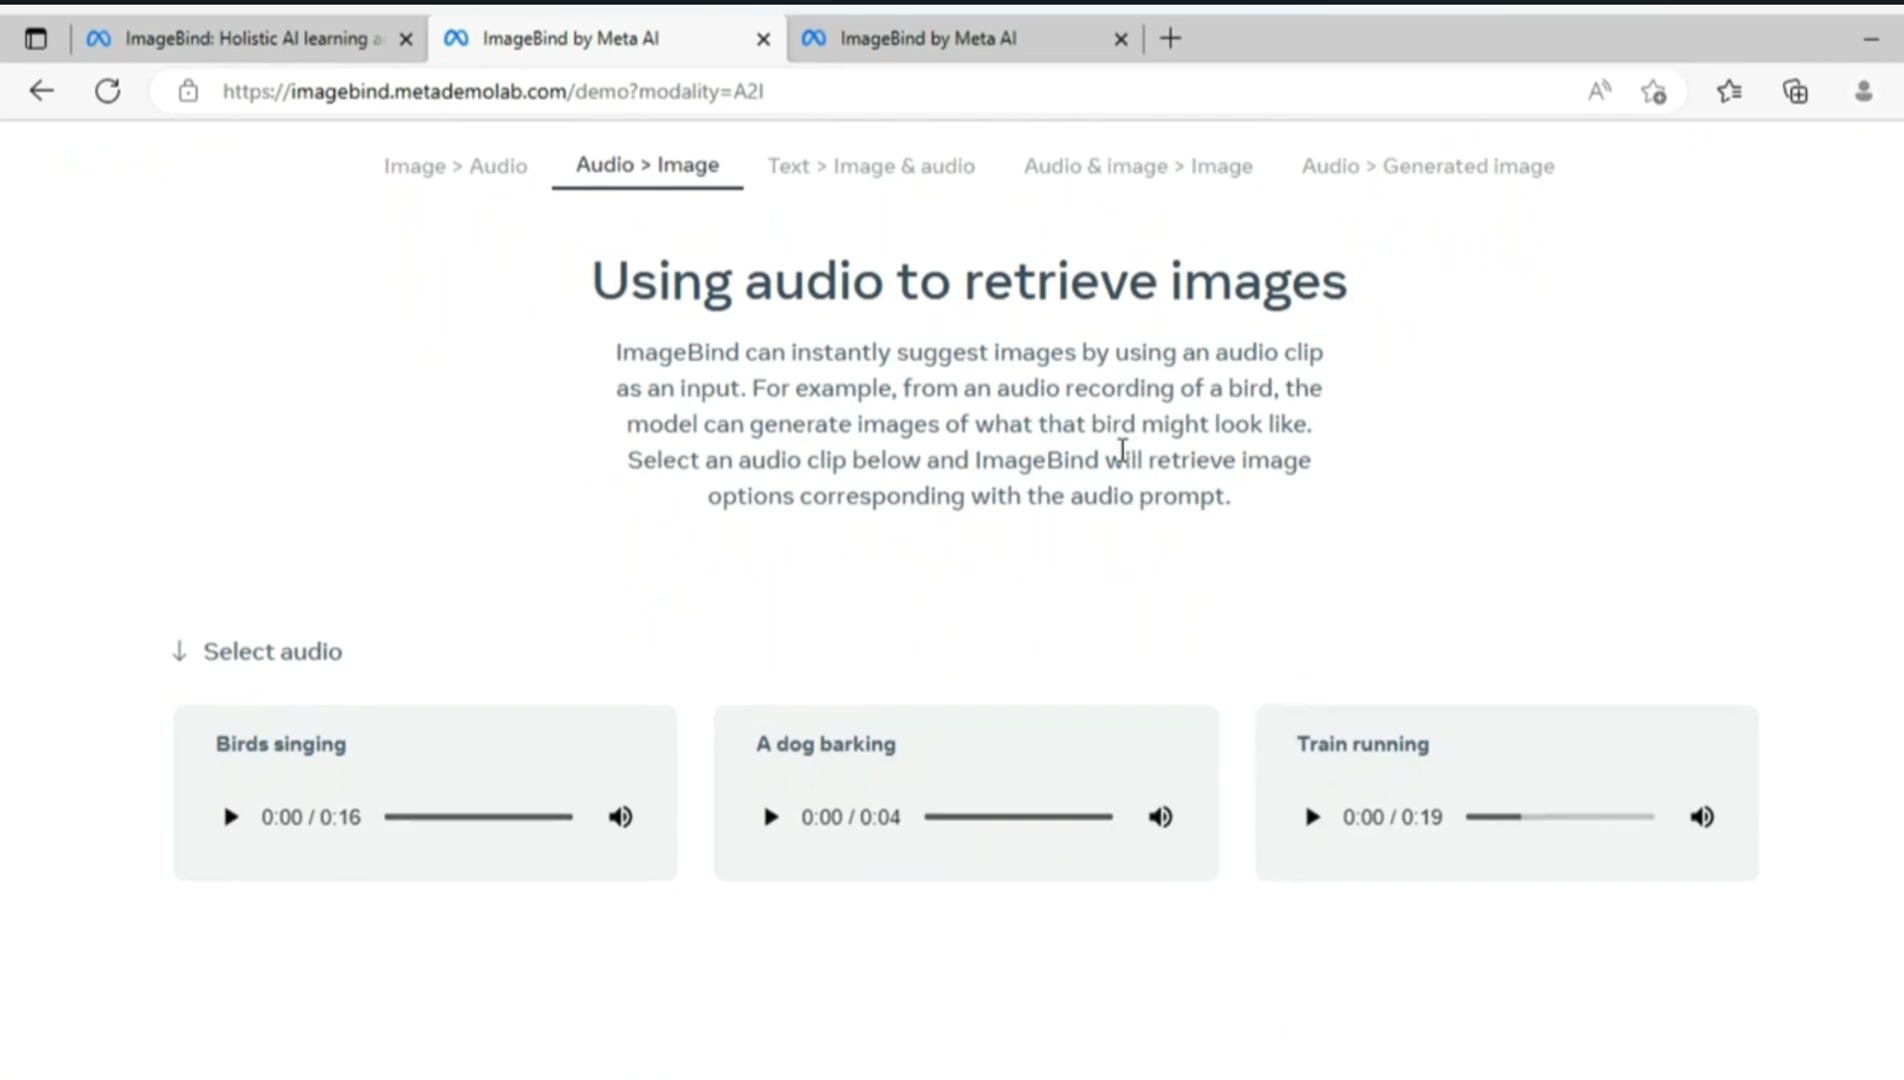 ImageBind: Holistic AI learning a
ImageBind by Meta AI
ImageBind by Meta AI
https://imagebind.metademolab.com/demo?modality=A2I
Image > Audio
Audio > Image
Text > Image & audio
Audio & image > Image
Audio > Generated image
Using audio to retrieve images
ImageBind can instantly suggest images by using an audio clip
as an input. For example, from an audio recording of a bird, the
model can generate images of what that bird might look like.
Select an audio clip below and ImageBind will retrieve image
options corresponding with the audio prompt.
↓ Select audio
Birds singing
0:00 / 0:16
A dog barking
0:00 / 0:04
Train running
0:00 / 0:19